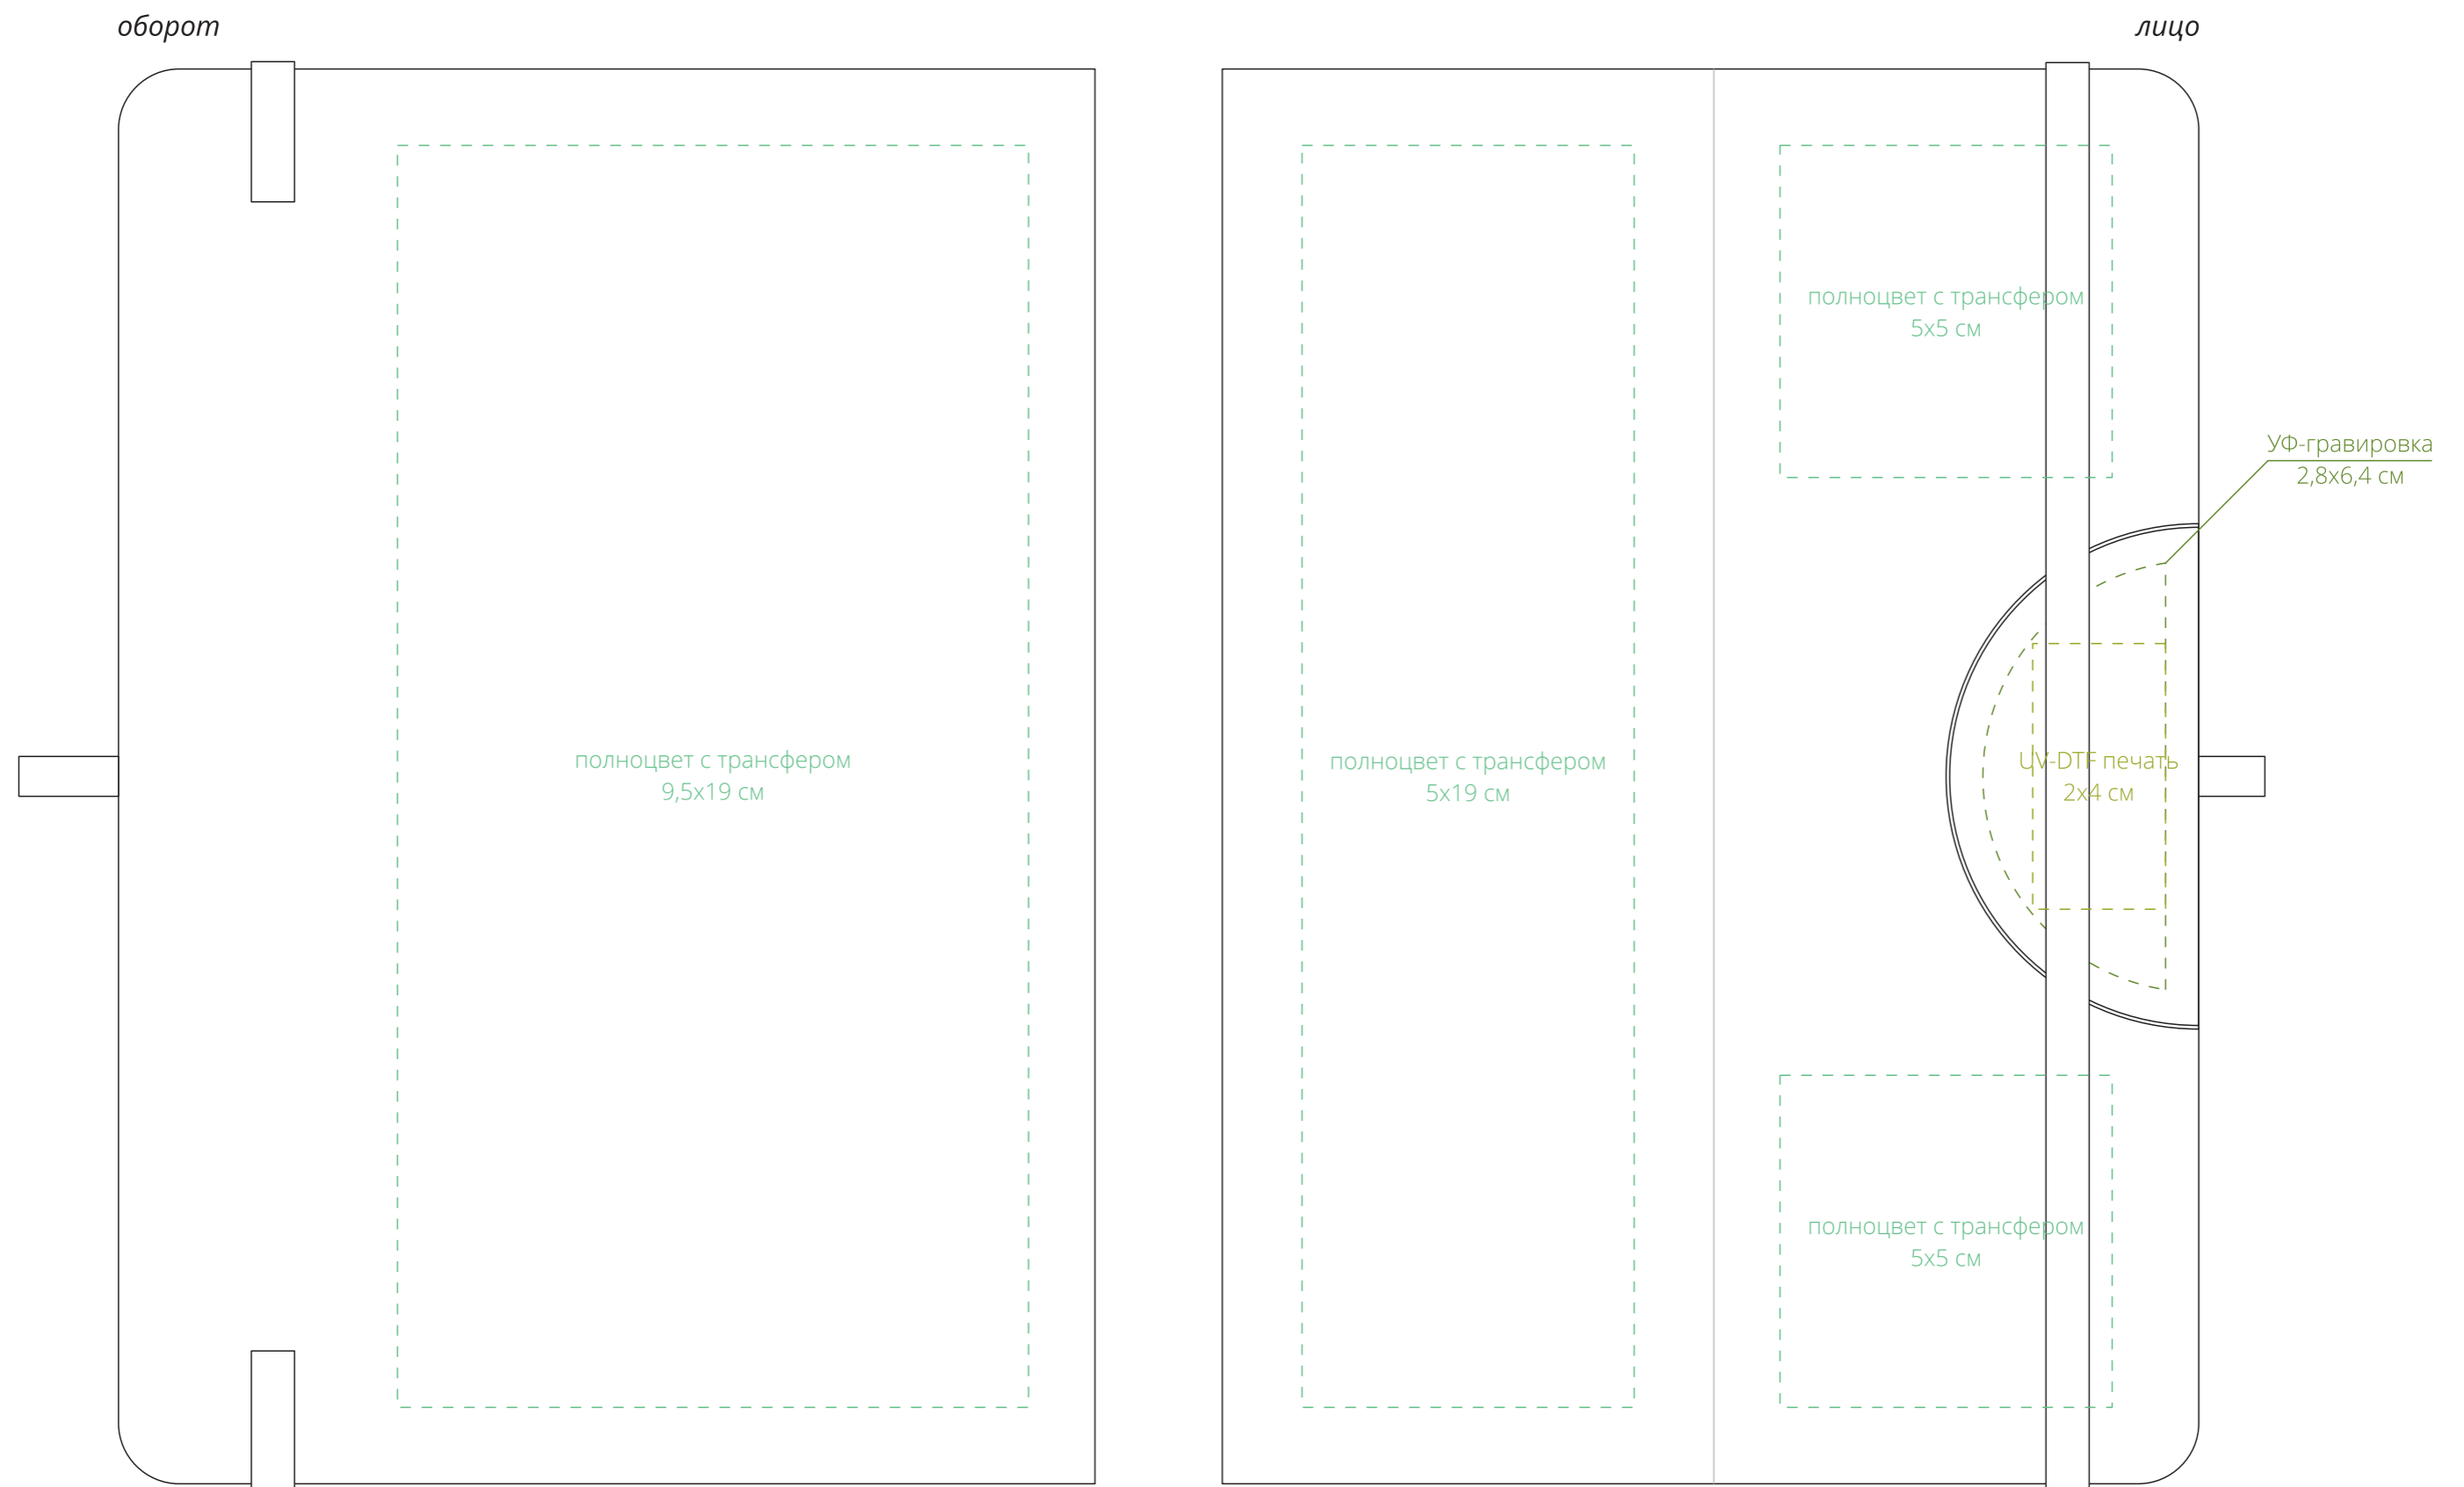 оборот
лицо
полноцвет с трансфером
9,5х19 см
полноцвет с трансфером
5х19 см
полноцвет с трансфером
5х5 см
УФ-гравировка
2,8х6,4 см
UV-DTF печать
2х4 см
полноцвет с трансфером
5х5 см